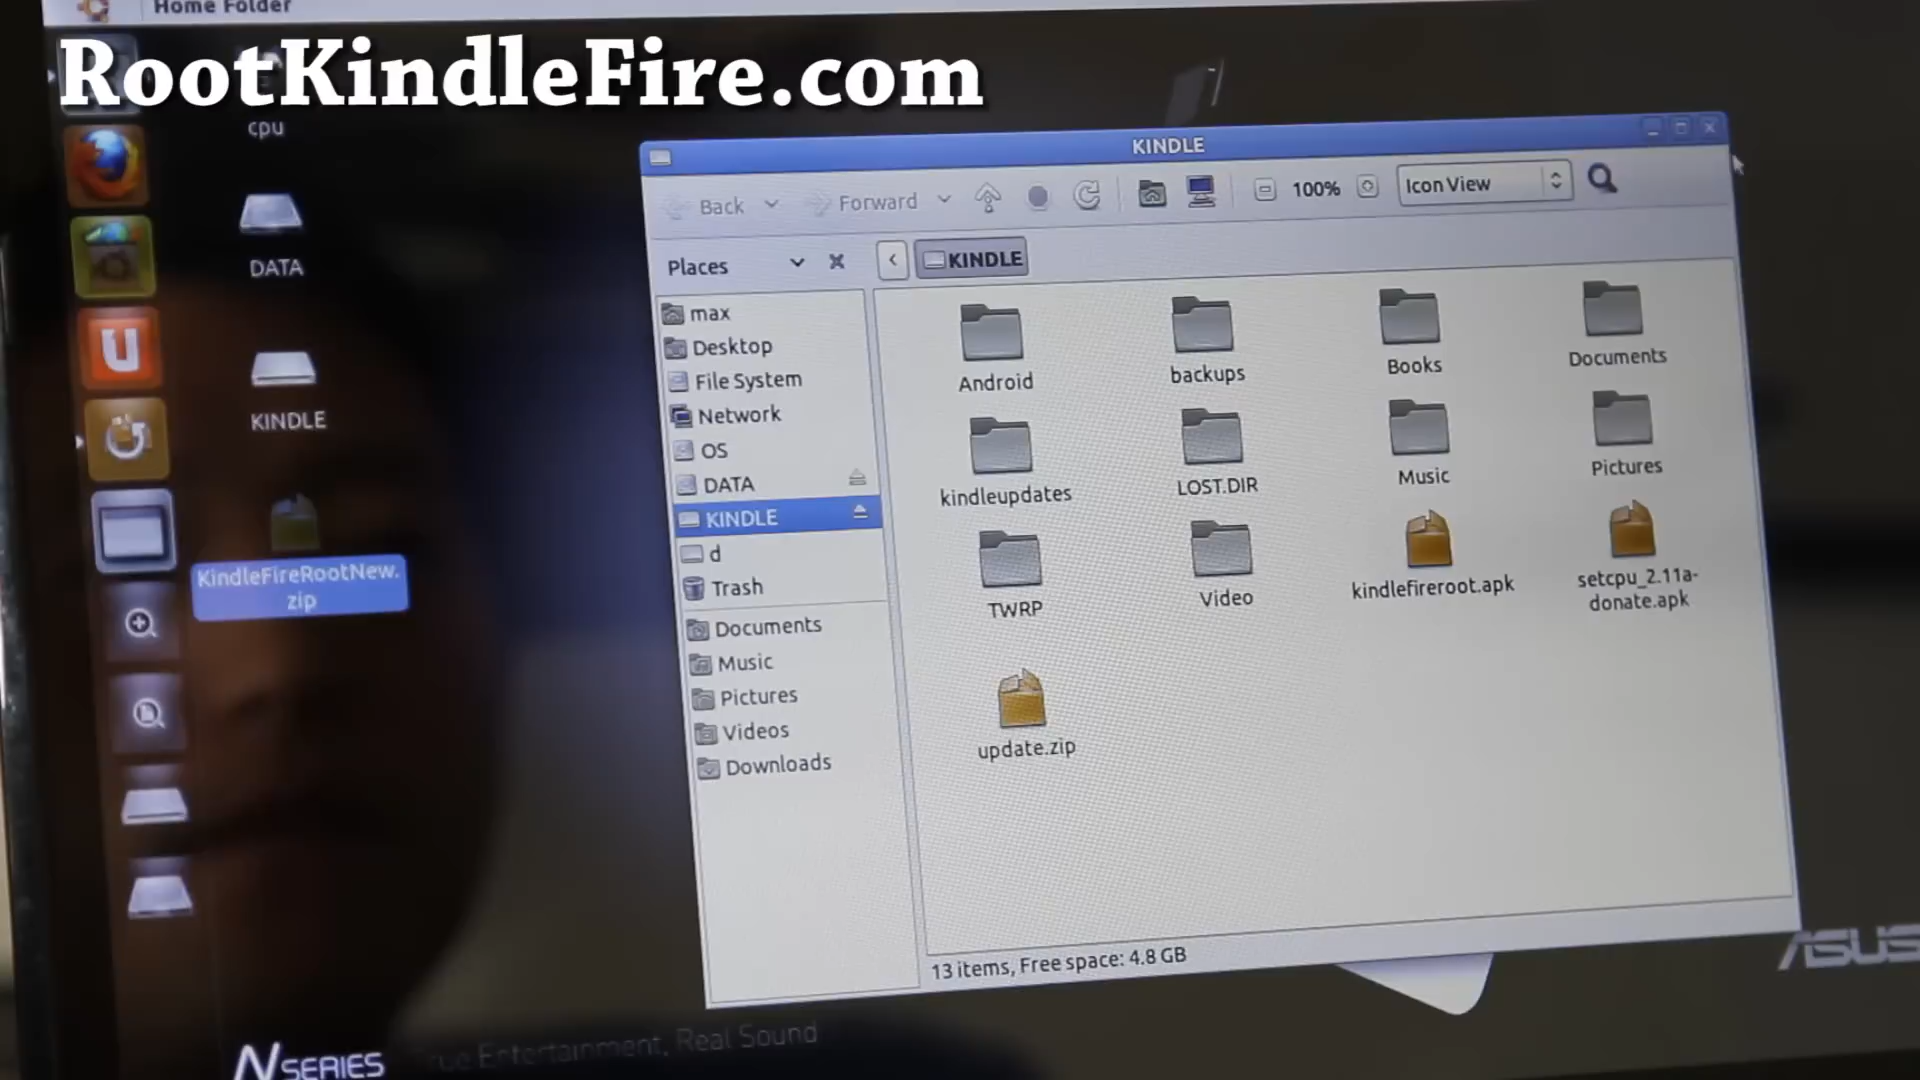 Home Folder
RootKindleFire.com
cpu
DATA
KINDLE
KindleFireRootNew.
zip
KINDLE
Back
Forward
100%
Icon View
Places
KINDLE
max
Desktop
File System
Network
OS
DATA
KINDLE
d
Trash
Documents
Music
Pictures
Videos
Downloads
Android
backups
Books
Documents
kindleupdates
LOST.DIR
Music
Pictures
TWRP
Video
kindlefireroot.apk
setcpu_2.11a-
donate.apk
update.zip
13 items, Free space: 4.8 GB
ASUS
NSERIES
True Entertainment, Real Sound